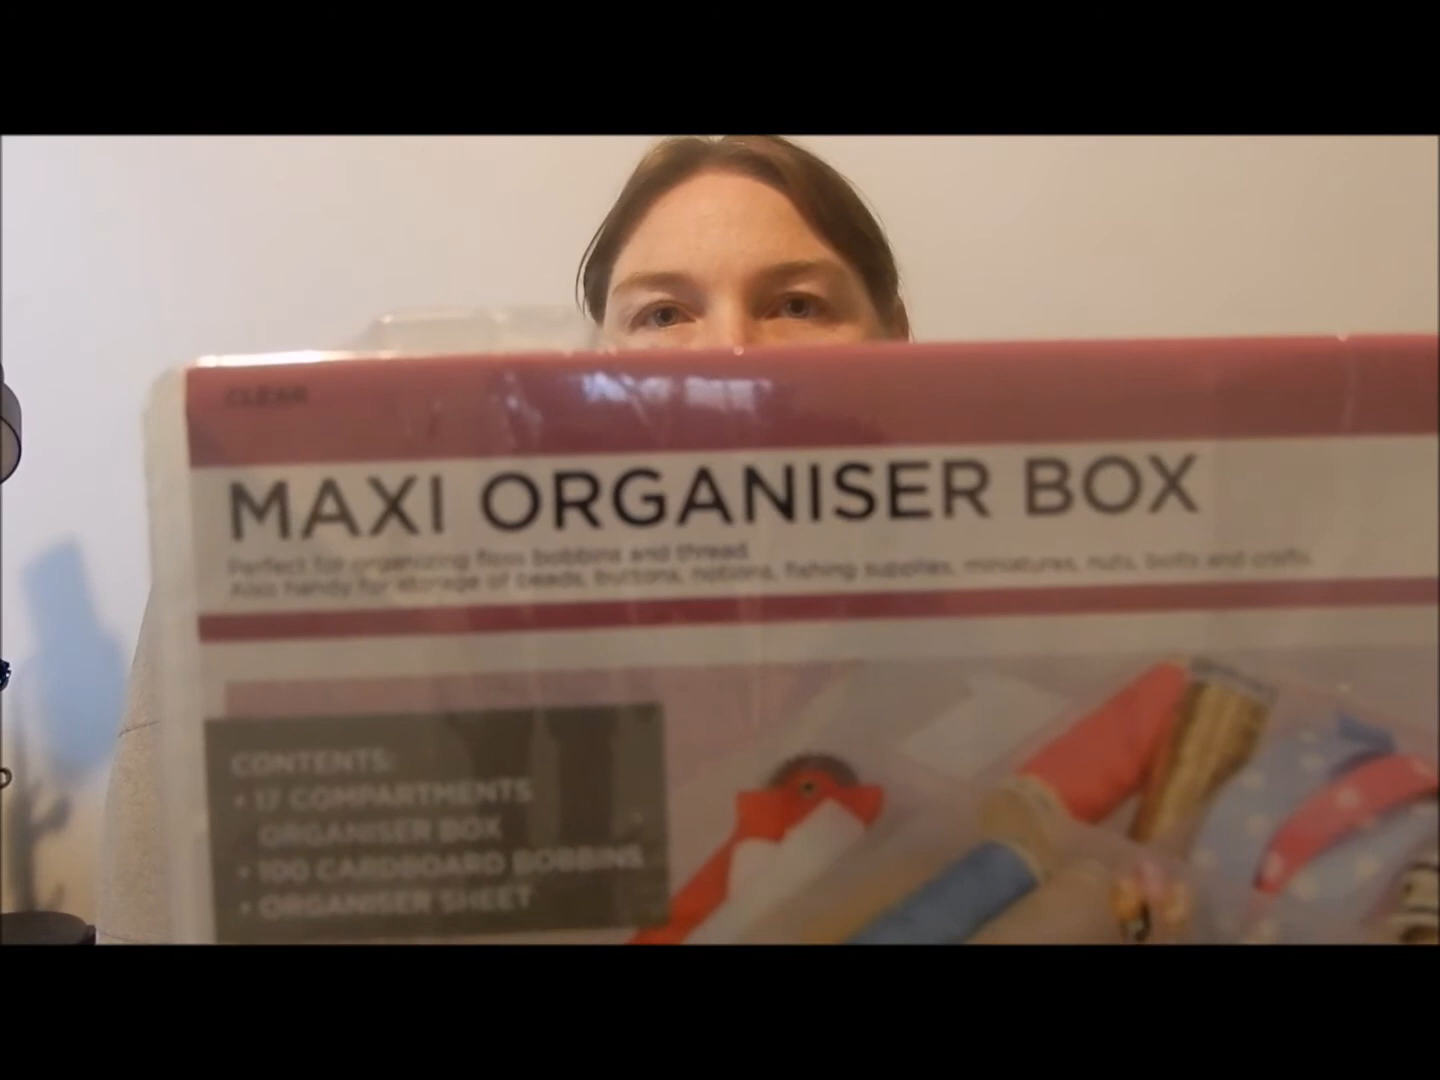 CLEAR
MAXI ORGANISER BOX
Perfect for organizing floss bobbins and thread.
Also handy for storage of beads, buttons, notions, fishing supplies, miniatures, nuts, bolts and crafts.
CONTENTS:
• 17 COMPARTMENTS
ORGANISER BOX
• 100 CARDBOARD BOBBINS
• ORGANISER SHEET